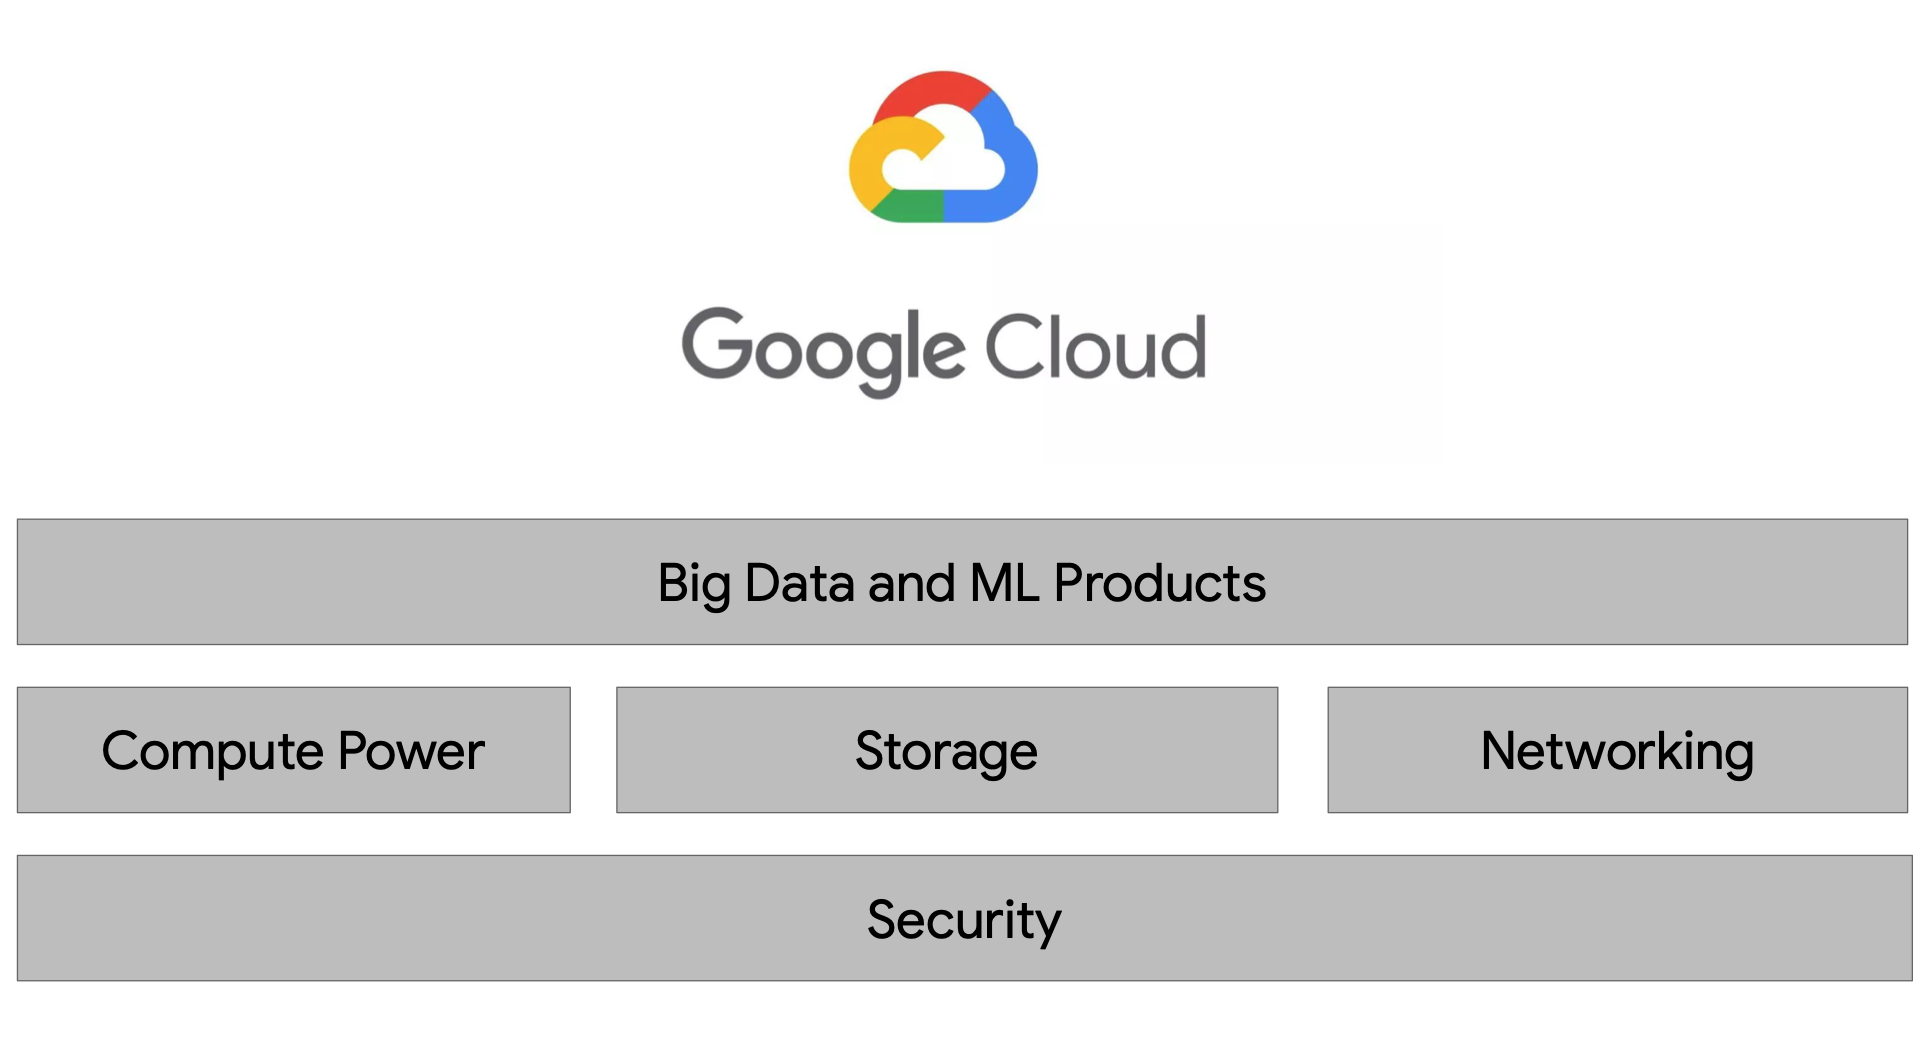 Google Cloud
Big Data and ML Products
Compute Power
Storage
Networking
Security